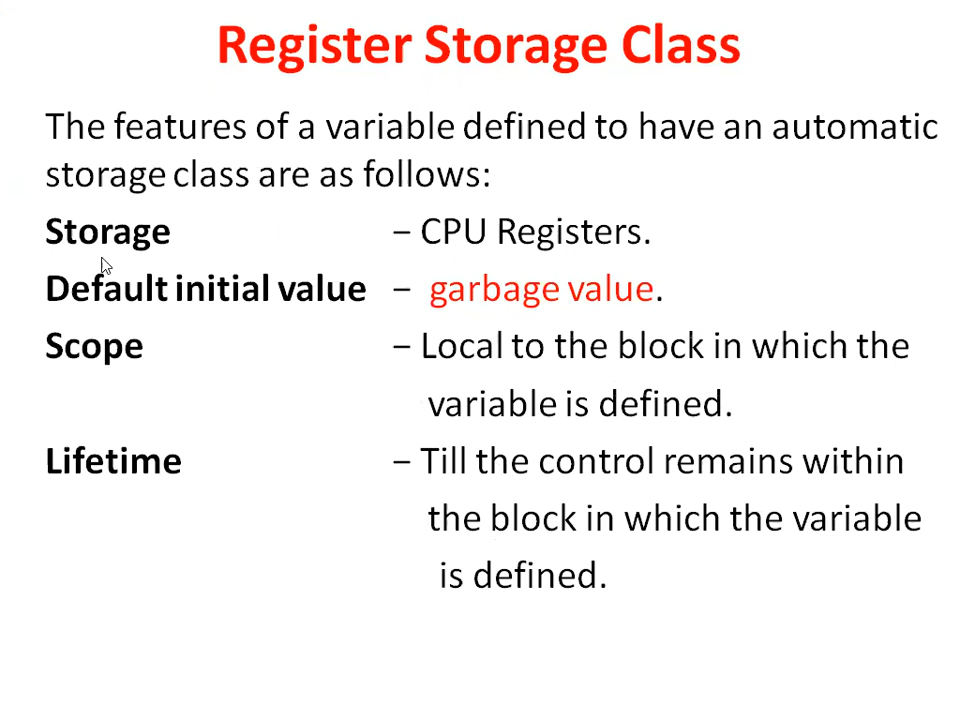 Register Storage Class
The features of a variable defined to have an automatic
storage class are as follows:
Storage – CPU Registers.
Default initial value – garbage value.
Scope – Local to the block in which the
variable is defined.
Lifetime – Till the control remains within
the block in which the variable
is defined.